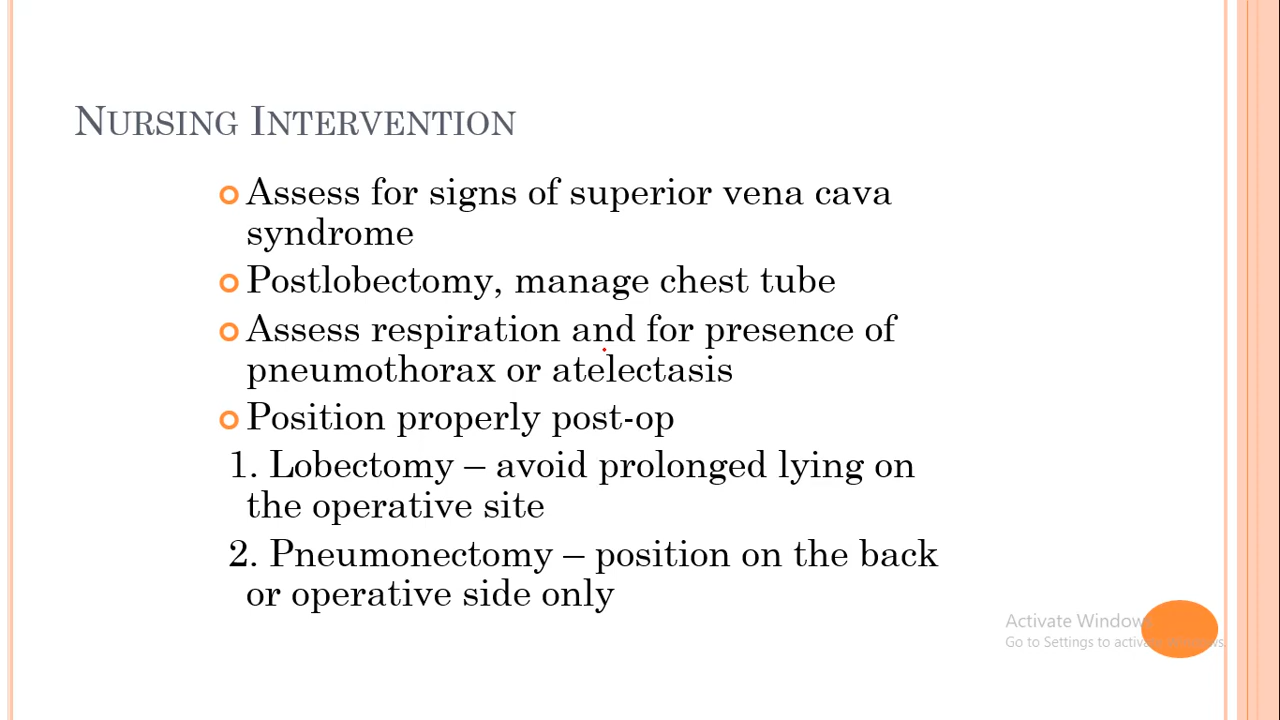 NURSING INTERVENTION
Assess for signs of superior vena cava
syndrome
Postlobectomy, manage chest tube
Assess respiration and for presence of
pneumothorax or atelectasis
Position properly post-op
1. Lobectomy – avoid prolonged lying on
the operative site
2. Pneumonectomy – position on the back
or operative side only
Activate Windows
Go to Settings to activate Windows.